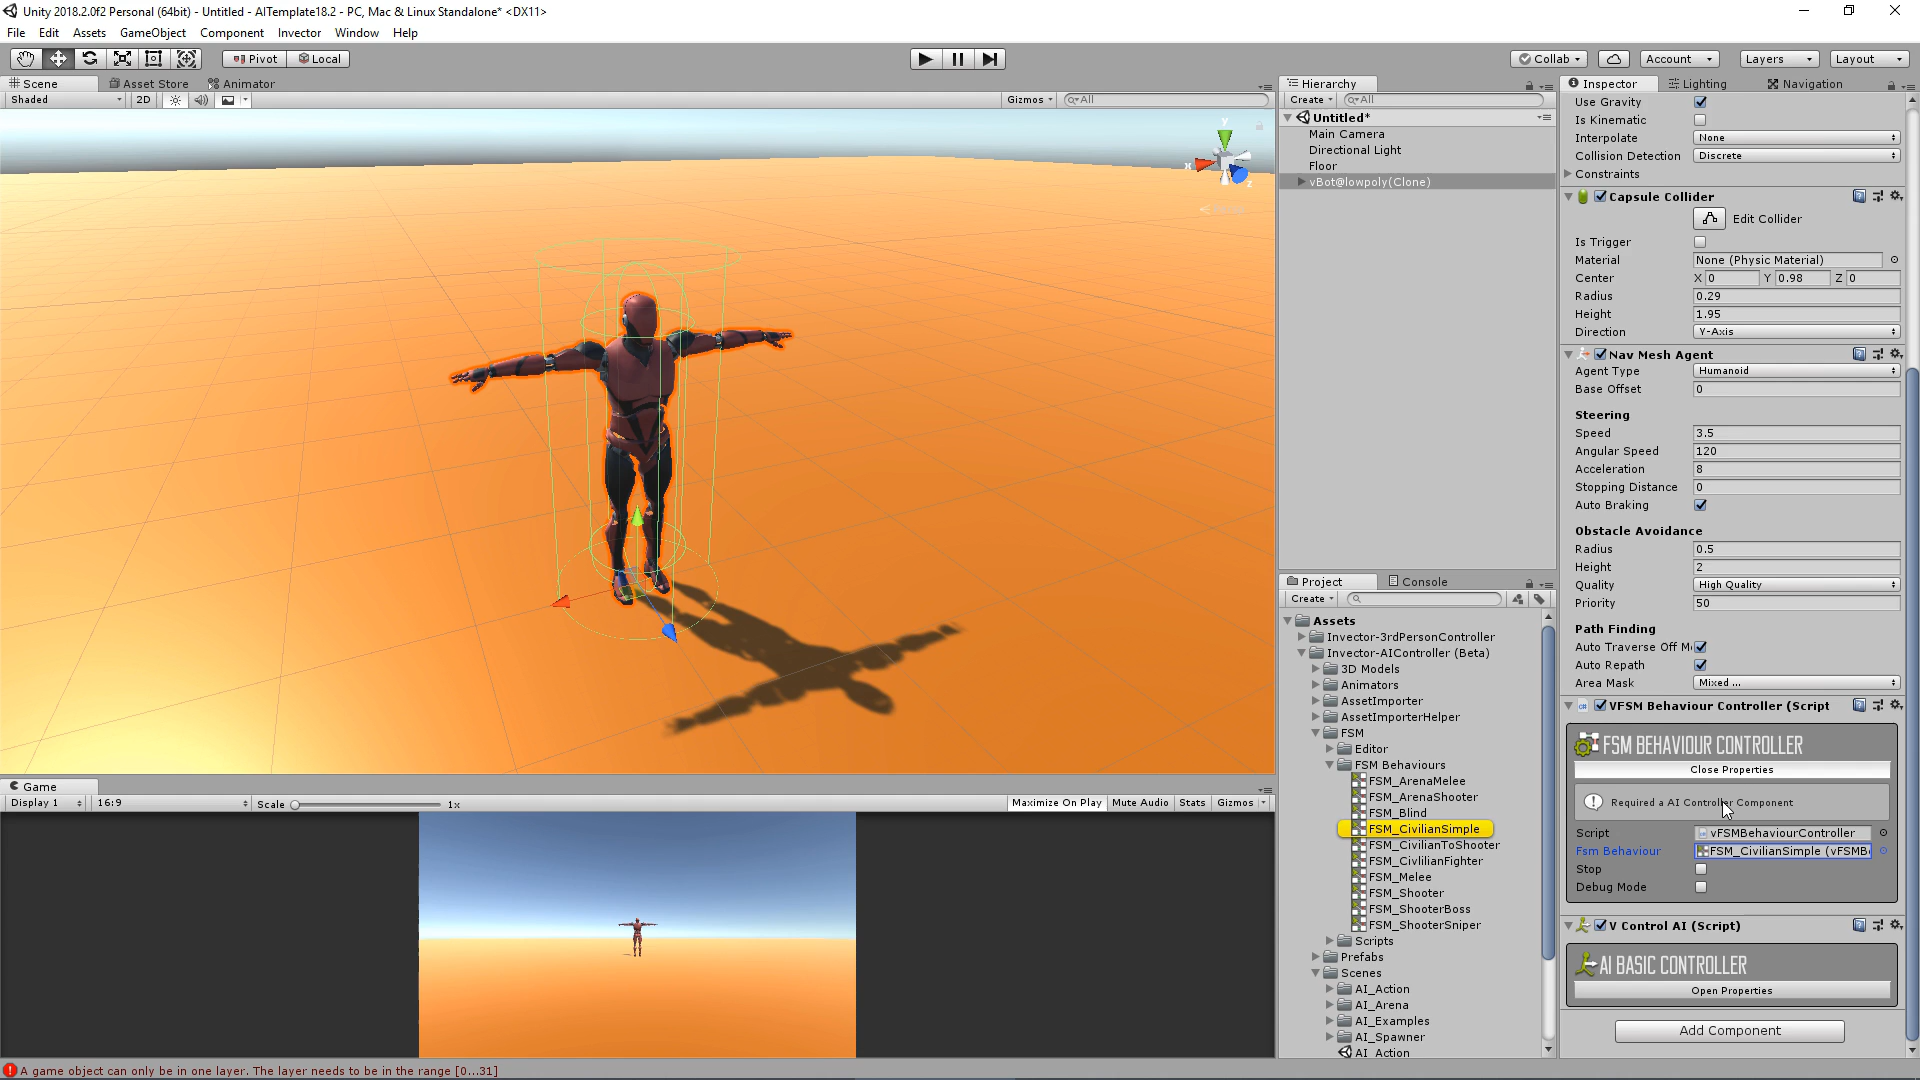 Unity 2018.2.0f2 Personal (64bit) - Untitled - AITemplate18.2 - PC, Mac & Linux Standalone* <DX11>
File Edit Assets GameObject Component Invector Window Help
Pivot Local Collab Account Layers Layout
Scene Asset Store Animator
Shaded 2D Gizmos All
y
x
z
Game
Display 1 16:9 Scale 1x Maximize On Play Mute Audio Stats Gizmos
Hierarchy
Create All
Untitled*
Main Camera
Directional Light
Floor
vBot@lowpoly(Clone)
Project Console
Create
Assets
Invector-3rdPersonController
Invector-AIController (Beta)
3D Models
Animators
AssetImporter
AssetImporterHelper
FSM
Editor
FSM Behaviours
FSM_ArenaMelee
FSM_ArenaShooter
FSM_Blind
FSM_CivilianSimple
FSM_CivilianToShooter
FSM_CivlilianFighter
FSM_Melee
FSM_Shooter
FSM_ShooterBoss
FSM_ShooterSniper
Scripts
Prefabs
Scenes
AI_Action
AI_Arena
AI_Examples
AI_Spawner
AI_Action
Inspector Lighting Navigation
Use Gravity
Is Kinematic
Interpolate None
Collision Detection Discrete
Constraints
Capsule Collider
Edit Collider
Is Trigger
Material None (Physic Material)
Center X 0 Y 0.98 Z 0
Radius 0.29
Height 1.95
Direction Y-Axis
Nav Mesh Agent
Agent Type Humanoid
Base Offset 0
Steering
Speed 3.5
Angular Speed 120
Acceleration 8
Stopping Distance 0
Auto Braking
Obstacle Avoidance
Radius 0.5
Height 2
Quality High Quality
Priority 50
Path Finding
Auto Traverse Off M
Auto Repath
Area Mask Mixed ...
VFSM Behaviour Controller (Script
FSM BEHAVIOUR CONTROLLER
Close Properties
Required a AI Controller Component
Script vFSMBehaviourController
Fsm Behaviour FSM_CivilianSimple (vFSMB
Stop
Debug Mode
V Control AI (Script)
AI BASIC CONTROLLER
Open Properties
Add Component
A game object can only be in one layer. The layer needs to be in the range [0...31]